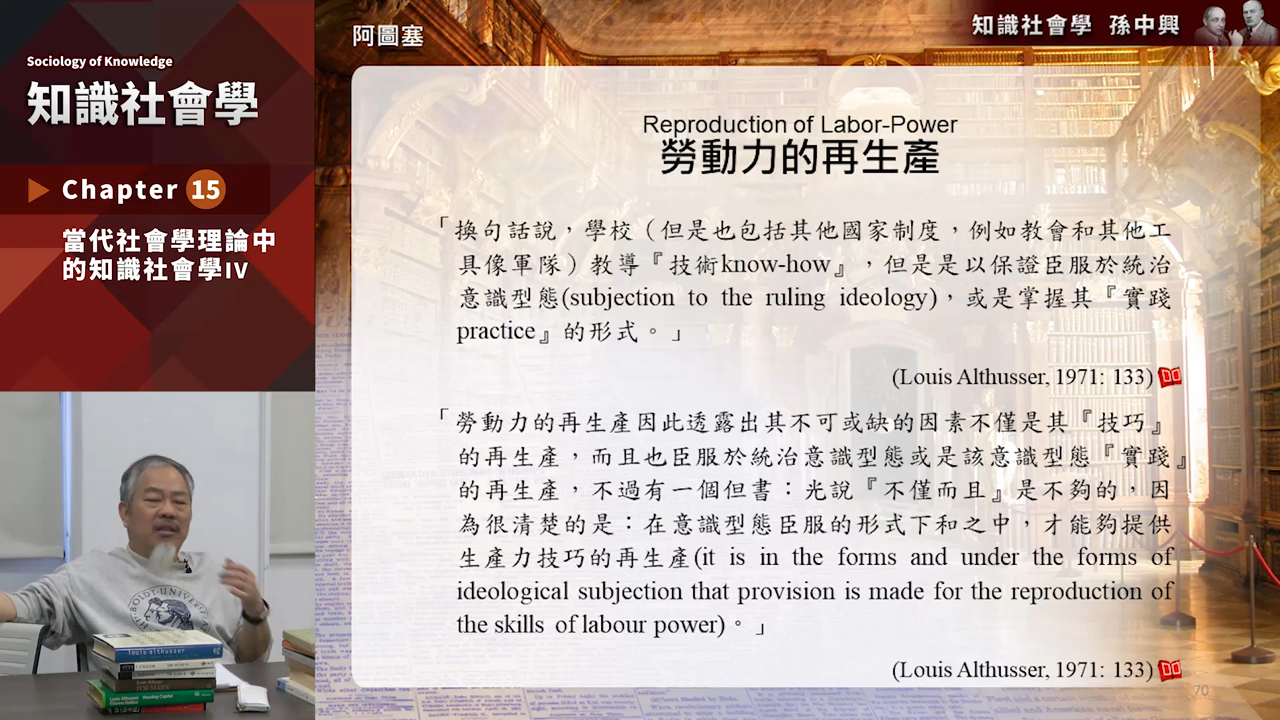 Sociology of Knowledge
知識社會學
Chapter 15
當代社會學理論中
的知識社會學IV
阿圖塞
知識社會學 孫中興
Reproduction of Labor-Power
勞動力的再生產
「換句話說，學校（但是也包括其他國家制度，例如教會和其他工
具像軍隊）教導『技術know-how』，但是是以保證臣服於統治
意識型態(subjection to the ruling ideology)，或是掌握其『實踐
practice』的形式。」
(Louis Althusser, 1971: 133)
「勞動力的再生產因此透露出其不可或缺的因素不僅是其『技巧』
的再生產，而且也臣服於統治意識型態或是該意識型態『實踐』
的再生產　不過有一個但書：光說『不僅而且』是不夠的，因
為很清楚的是：在意識型態臣服的形式下和之中　才能夠提供
生產力技巧的再生產(it is in the forms and under the forms of
ideological subjection that provision is made for the reproduction of
the skills of labour power)。」
(Louis Althusser, 1971: 133)
70
louis althusser
FOR MARX
Reading Capital